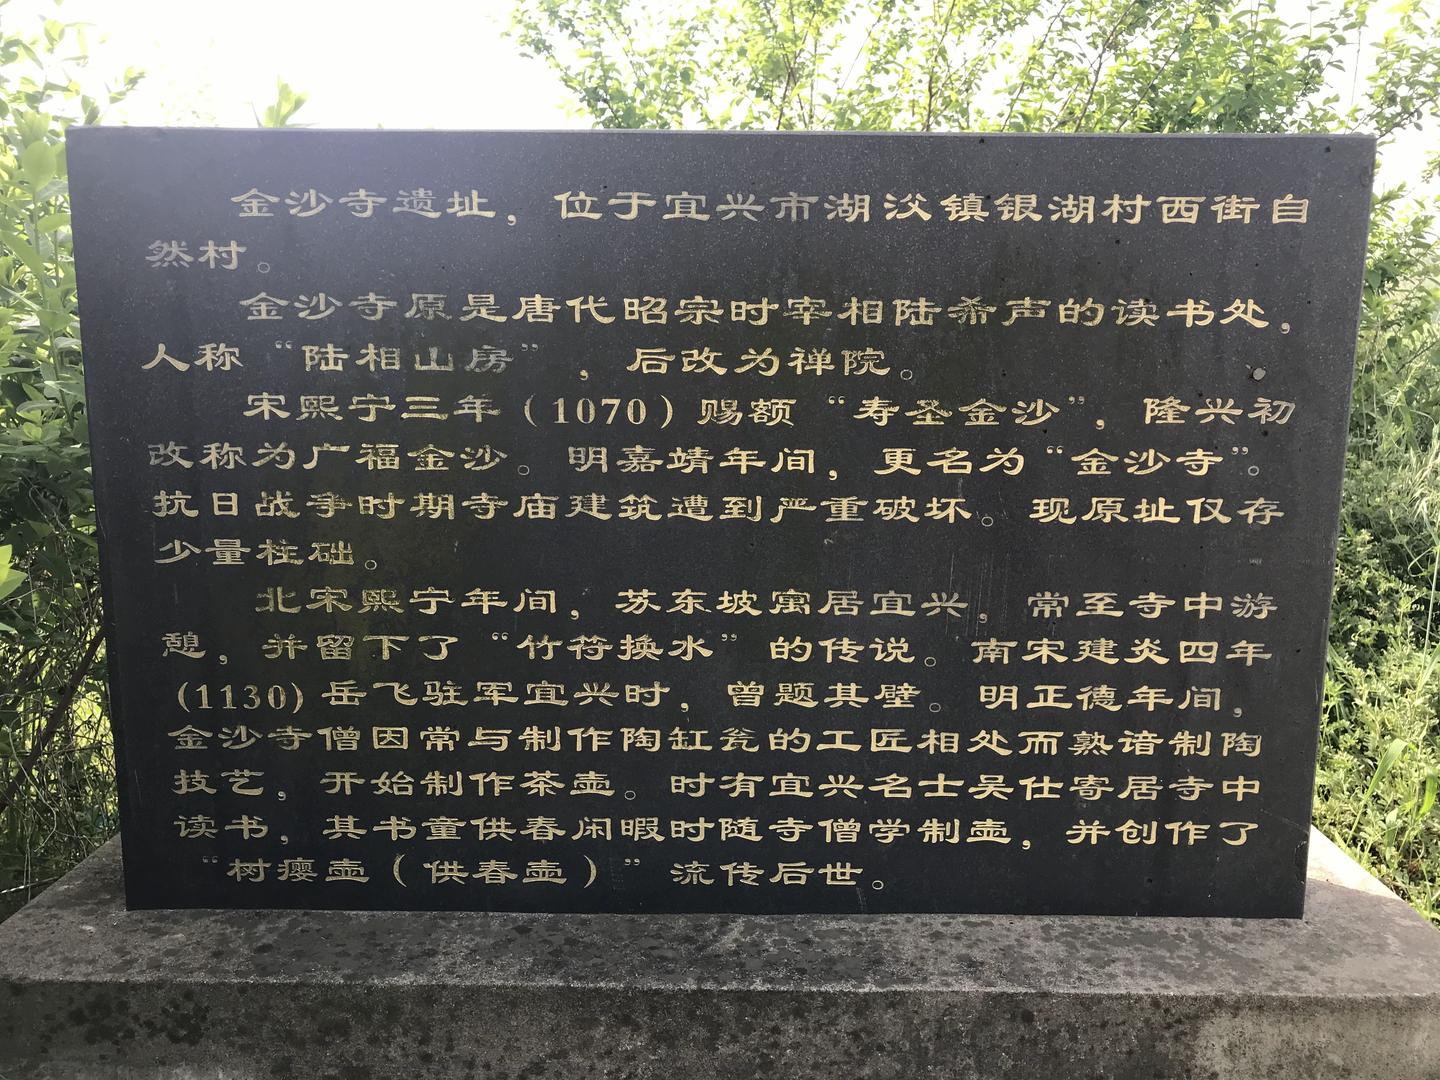 金沙寺遗址，位于宜兴市湖㳇镇银湖村西街自
然村。
金沙寺原是唐代昭宗时宰相陆希声的读书处，
人称“陆相山房”，后改为禅院。
宋熙宁三年(1070)赐额“寿圣金沙”，隆兴初
改称为广福金沙。明嘉靖年间，更名为“金沙寺”。
抗日战争时期寺庙建筑遭到严重破坏。现原址仅存
少量柱础。
北宋熙宁年间，苏东坡寓居宜兴，常至寺中游
憩，并留下了“竹符换水”的传说。南宋建炎四年
(1130)岳飞驻军宜兴时，曾题其壁。明正德年间，
金沙寺僧因常与制作陶缸瓮的工匠相处而熟谙制陶
技艺，开始制作茶壶。时有宜兴名士吴仕寄居寺中
读书，其书童供春闲暇时随寺僧学制壶，并创作了
“树瘿壶(供春壶)”流传后世。